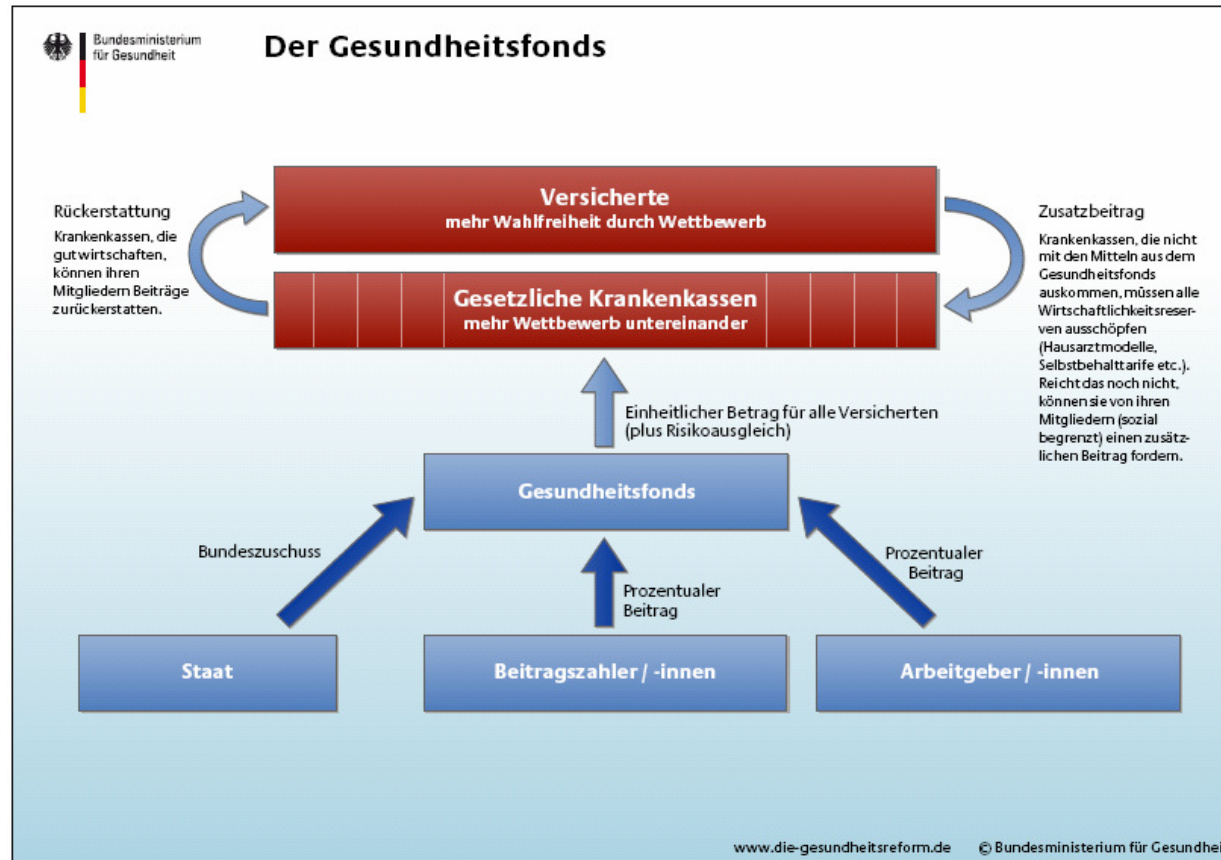 Bundesministerium
für Gesundheit
Der Gesundheitsfonds
Versicherte
mehr Wahlfreiheit durch Wettbewerb
Rückerstattung
Krankenkassen, die
gut wirtschaften,
können ihren
Mitgliedern Beiträge
zurückerstatten.
Zusatzbeitrag
Krankenkassen, die nicht
mit den Mitteln aus dem
Gesundheitsfonds
auskommen, müssen alle
Wirtschaftlichkeitsreser-
ven ausschöpfen
(Hausarztmodelle,
Selbstbehalttarife etc.).
Reicht das noch nicht,
können sie von ihren
Mitgliedern (sozial
begrenzt) einen zusätz-
lichen Beitrag fordern.
Gesetzliche Krankenkassen
mehr Wettbewerb untereinander
Einheitlicher Betrag für alle Versicherten
(plus Risikoausgleich)
Gesundheitsfonds
Bundeszuschuss
Prozentualer
Beitrag
Prozentualer
Beitrag
Staat
Beitragszahler / -innen
Arbeitgeber / -innen
www.die-gesundheitsreform.de © Bundesministerium für Gesundhei